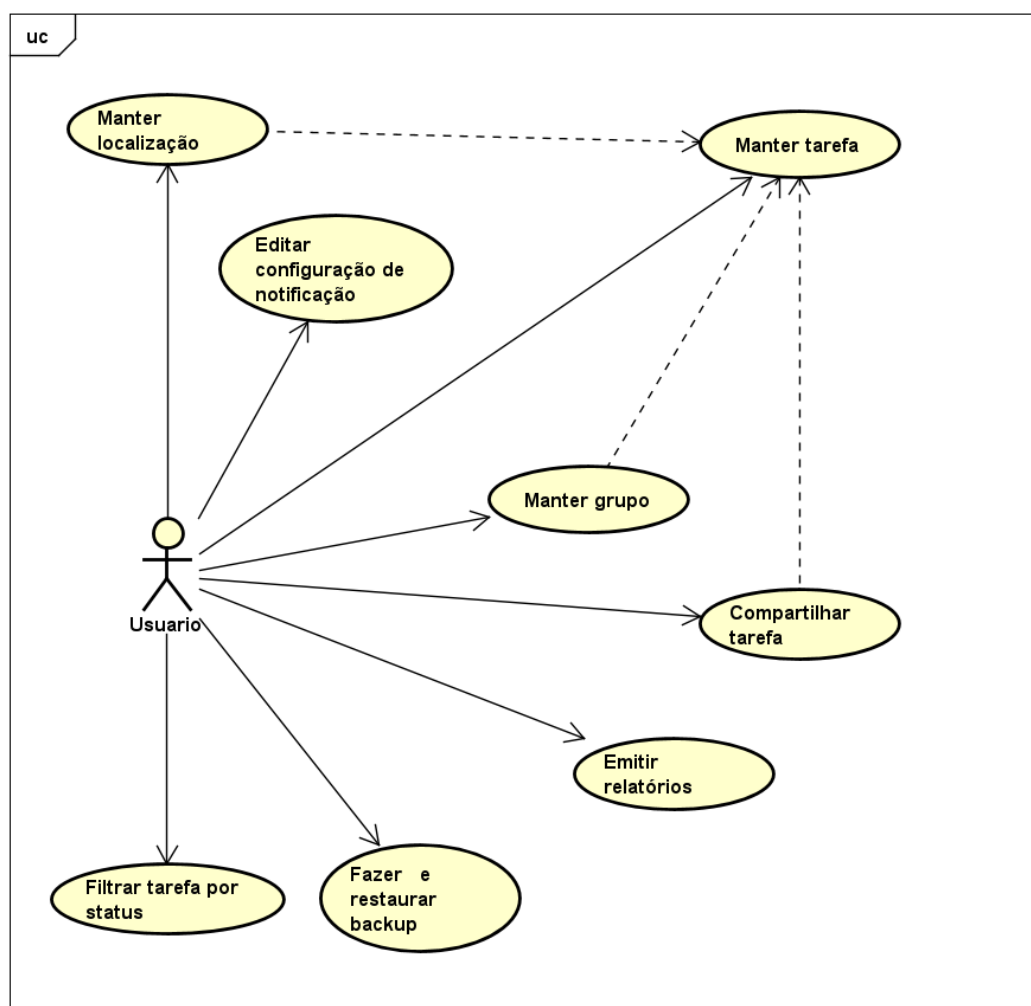 uc
Manter
localização
Manter tarefa
Editar
configuração de
notificação
Manter grupo
Usuario
Compartilhar
tarefa
Emitir
relatórios
Filtrar tarefa por
status
Fazer e
restaurar
backup